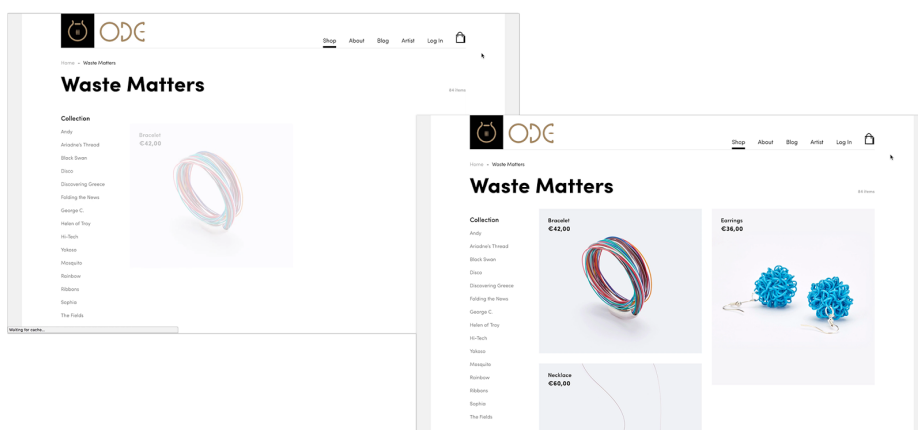 ODE
Shop About Blog Artist Log In
Home – Waste Matters
Waste Matters
84 Items
Collection
Andy
Ariadne's Thread
Black Swan
Disco
Discovering Greece
Folding the News
George C.
Helen of Troy
Hi-Tech
Yakasa
Mosquito
Rainbow
Ribbons
Sophia
The Fields
Bracelet
€42,00
Waiting for cache...
ODE
Shop About Blog Artist Log In
Home – Waste Matters
Waste Matters
84 Items
Collection
Andy
Ariadne's Thread
Black Swan
Disco
Discovering Greece
Folding the News
George C.
Helen of Troy
Hi-Tech
Yakasa
Mosquito
Rainbow
Ribbons
Sophia
The Fields
Bracelet
€42,00
Earrings
€36,00
Necklace
€60,00